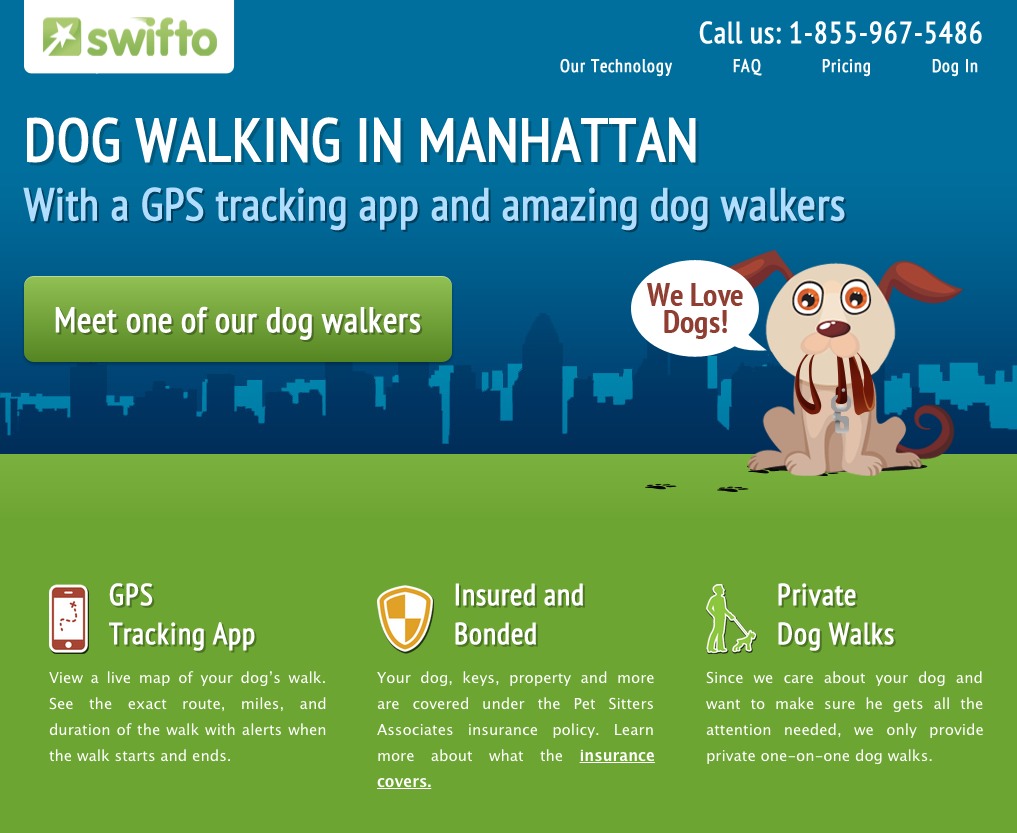 swifto
Call us: 1-855-967-5486
Our Technology FAQ Pricing Dog In
DOG WALKING IN MANHATTAN
With a GPS tracking app and amazing dog walkers
Meet one of our dog walkers
We Love
Dogs!
GPS
Tracking App
View a live map of your dog's walk.
See the exact route, miles, and
duration of the walk with alerts when
the walk starts and ends.
Insured and
Bonded
Your dog, keys, property and more
are covered under the Pet Sitters
Associates insurance policy. Learn
more about what the insurance
covers.
Private
Dog Walks
Since we care about your dog and
want to make sure he gets all the
attention needed, we only provide
private one-on-one dog walks.